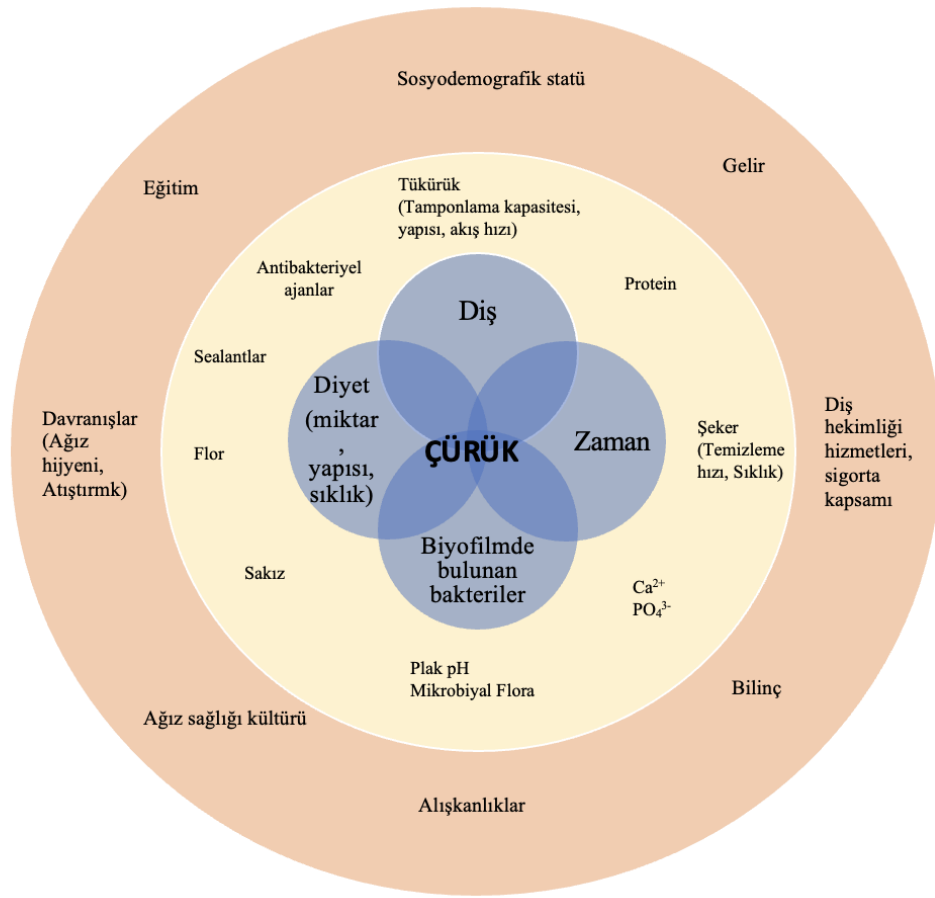 Sosyodemografik statü
Gelir
Eğitim
Tükürük
(Tamponlama kapasitesi,
yapısı, akış hızı)
Antibakteriyel
ajanlar
Protein
Diş
Sealantlar
Diyet
(miktar
,
yapısı,
sıklık)
Davranışlar
(Ağız
hijyeni,
Atıştırmk)
Flor
ÇÜRÜK
Zaman
Şeker
(Temizleme
hızı, Sıklık)
Diş
hekimliği
hizmetleri,
sigorta
kapsamı
Biyofilmde
bulunan
bakteriler
Sakız
Ca²⁺
PO₄³⁻
Plak pH
Mikrobiyal Flora
Bilinç
Ağız sağlığı kültürü
Alışkanlıklar